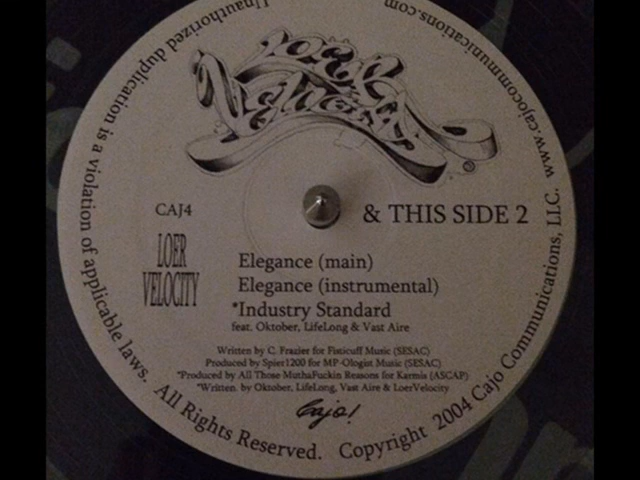 LOER
VELOCITY
CAJ4
& THIS SIDE 2
LOER
VELOCITY
Elegance (main)
Elegance (instrumental)
*Industry Standard
feat. Oktober, LifeLong & Vast Aire
Written by C. Frazier for Fisticuff Music (SESAC)
Produced by Spier1200 for MP-Ologist Music (SESAC)
*Produced by All Those MuthaFuckin Reasons for Karmis (ASCAP)
*Written by Oktober, LifeLong, Vast Aire & LoerVelocity
Cajo!
Unauthorized duplication is a violation of applicable laws. All Rights Reserved. Copyright 2004 Cajo Communications, LLC. www.cajocommunications.com